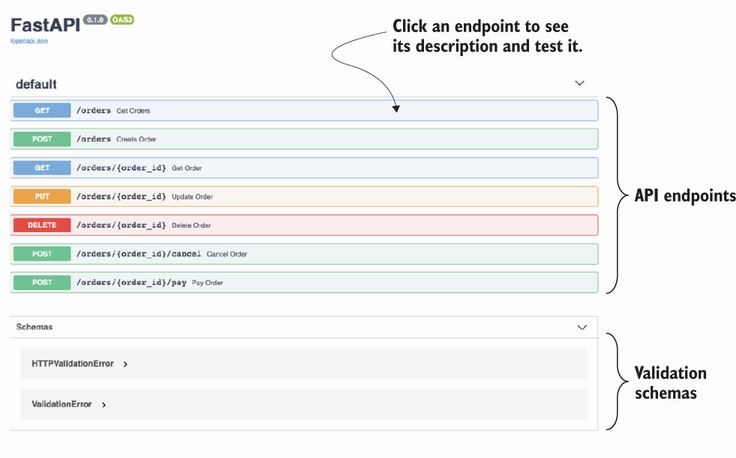 FastAPI 0.1.0 OAS3
/openapi.json
Click an endpoint to see
its description and test it.
default
GET /orders Get Orders
POST /orders Create Order
GET /orders/{order_id} Get Order
PUT /orders/{order_id} Update Order
DELETE /orders/{order_id} Delete Order
POST /orders/{order_id}/cancel Cancel Order
POST /orders/{order_id}/pay Pay Order
API endpoints
Schemas
HTTPValidationError
ValidationError
Validation
schemas